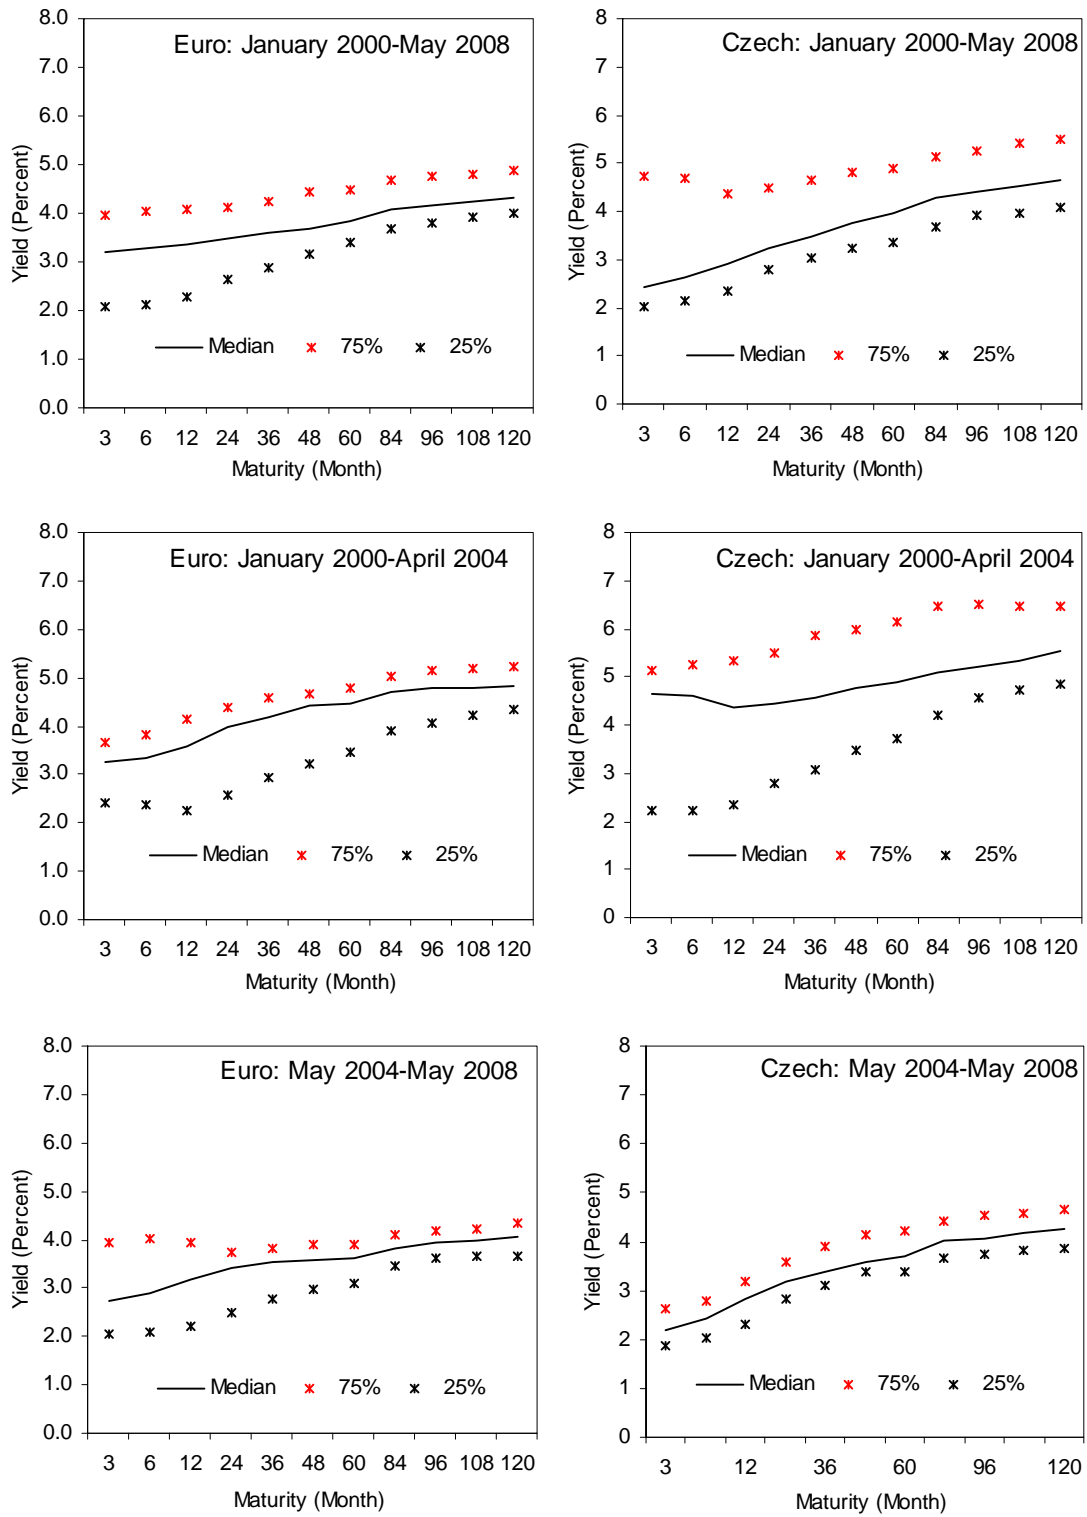 Euro: January 2000-May 2008
8.0
7.0
6.0
5.0
4.0
3.0
2.0
1.0
0.0
Yield (Percent)
Median 75% 25%
3 6 12 24 36 48 60 84 96 108 120
Maturity (Month)
Czech: January 2000-May 2008
8
7
6
5
4
3
2
1
0
Yield (Percent)
Median 75% 25%
3 6 12 24 36 48 60 84 96 108 120
Maturity (Month)
Euro: January 2000-April 2004
8.0
7.0
6.0
5.0
4.0
3.0
2.0
1.0
0.0
Yield (Percent)
Median 75% 25%
3 6 12 24 36 48 60 84 96 108 120
Maturity (Month)
Czech: January 2000-April 2004
8
7
6
5
4
3
2
1
0
Yield (Percent)
Median 75% 25%
3 6 12 24 36 48 60 84 96 108 120
Maturity (Month)
Euro: May 2004-May 2008
8.0
7.0
6.0
5.0
4.0
3.0
2.0
1.0
0.0
Yield (Percent)
Median 75% 25%
3 6 12 24 36 48 60 84 96 108 120
Maturity (Month)
Czech: May 2004-May 2008
8
7
6
5
4
3
2
1
0
Yield (Percent)
Median 75% 25%
3 12 36 60 96 120
Maturity (Month)